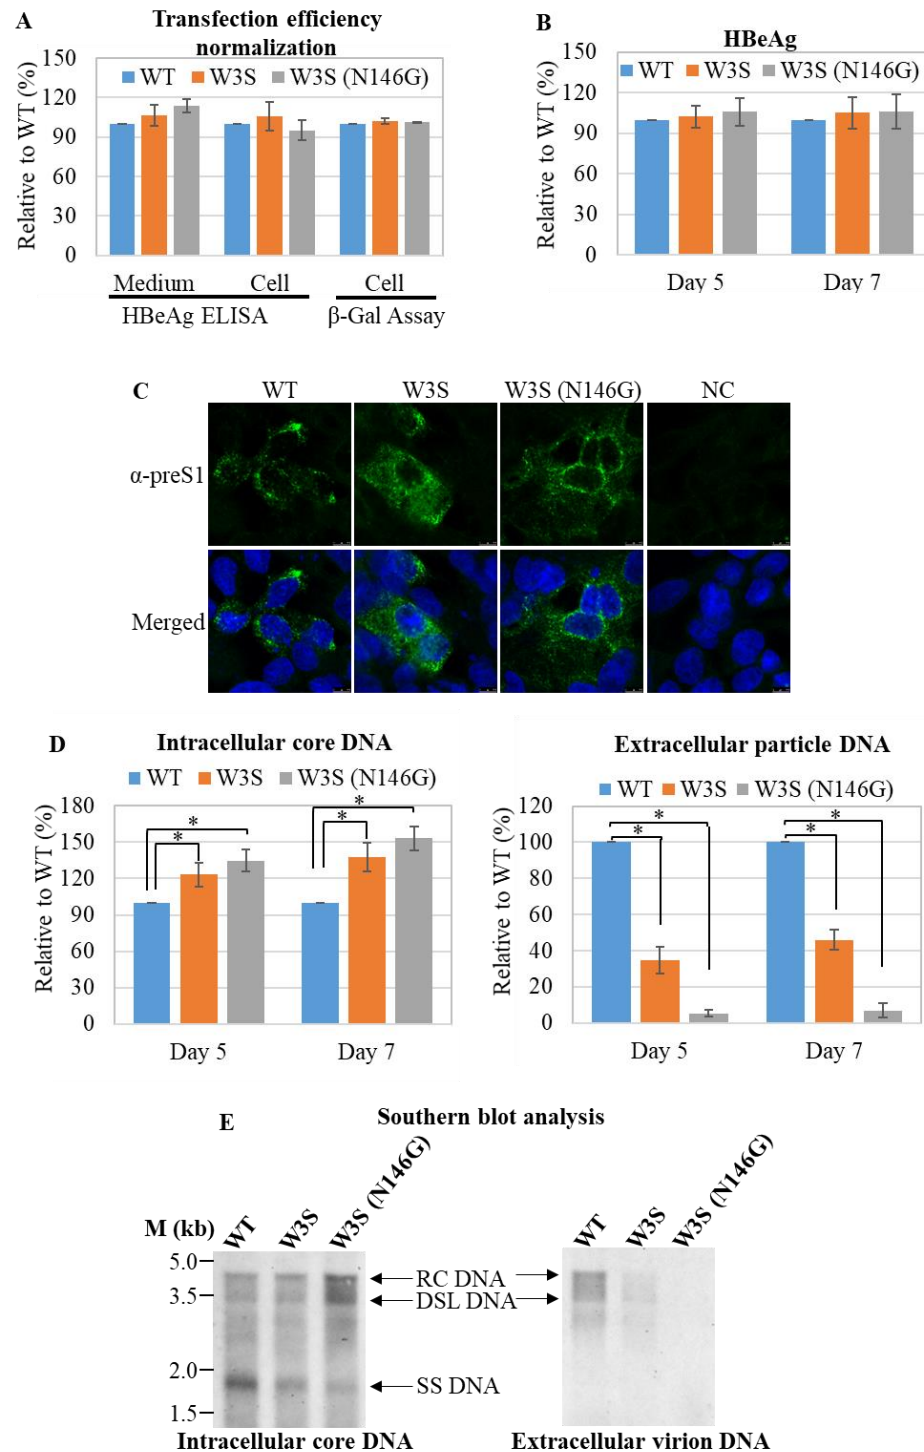 A
Transfection efficiency
normalization
Relative to WT (%)
150
120
90
60
30
0
WT W3S W3S (N146G)
Medium Cell Cell
HBeAg ELISA β-Gal Assay
B
HBeAg
Relative to WT (%)
150
120
90
60
30
0
WT W3S W3S (N146G)
Day 5 Day 7
C
WT W3S W3S (N146G) NC
α-preS1
Merged
D
Intracellular core DNA
WT W3S W3S (N146G)
Relative to WT (%)
180
150
120
90
60
30
0
* * * *
Day 5 Day 7
Extracellular particle DNA
WT W3S W3S (N146G)
Relative to WT (%)
120
100
80
60
40
20
0
* * * *
Day 5 Day 7
E
Southern blot analysis
M (kb) WT W3S W3S (N146G)
WT W3S W3S (N146G)
5.0
3.5
2.0
1.5
RC DNA
DSL DNA
SS DNA
Intracellular core DNA
Extracellular virion DNA